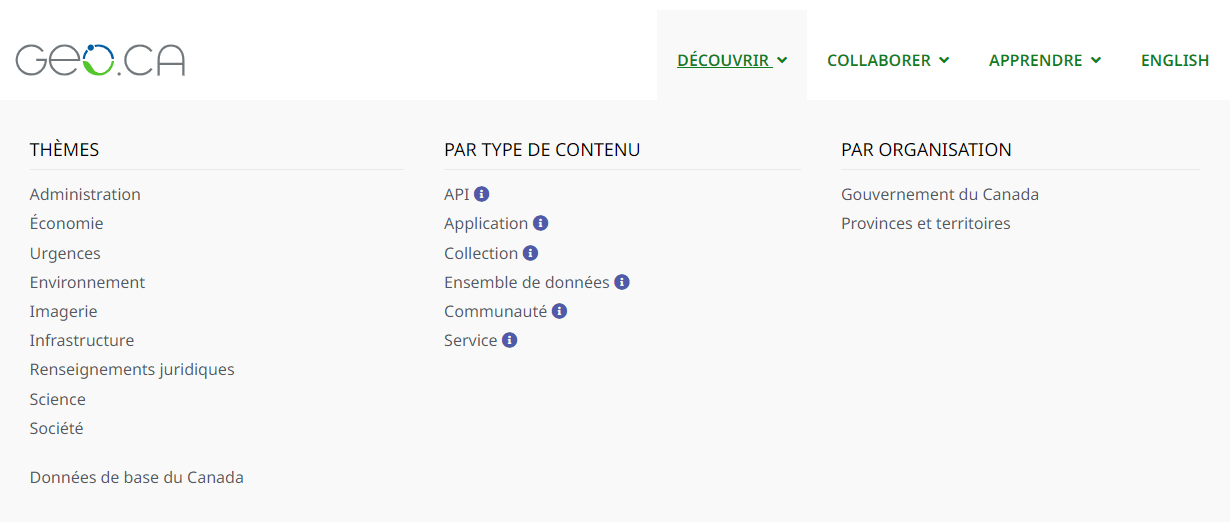 GEO.CA
DÉCOUVRIR
COLLABORER
APPRENDRE
ENGLISH
THÈMES
Administration
Économie
Urgences
Environnement
Imagerie
Infrastructure
Renseignements juridiques
Science
Société
Données de base du Canada
PAR TYPE DE CONTENU
API
Application
Collection
Ensemble de données
Communauté
Service
PAR ORGANISATION
Gouvernement du Canada
Provinces et territoires